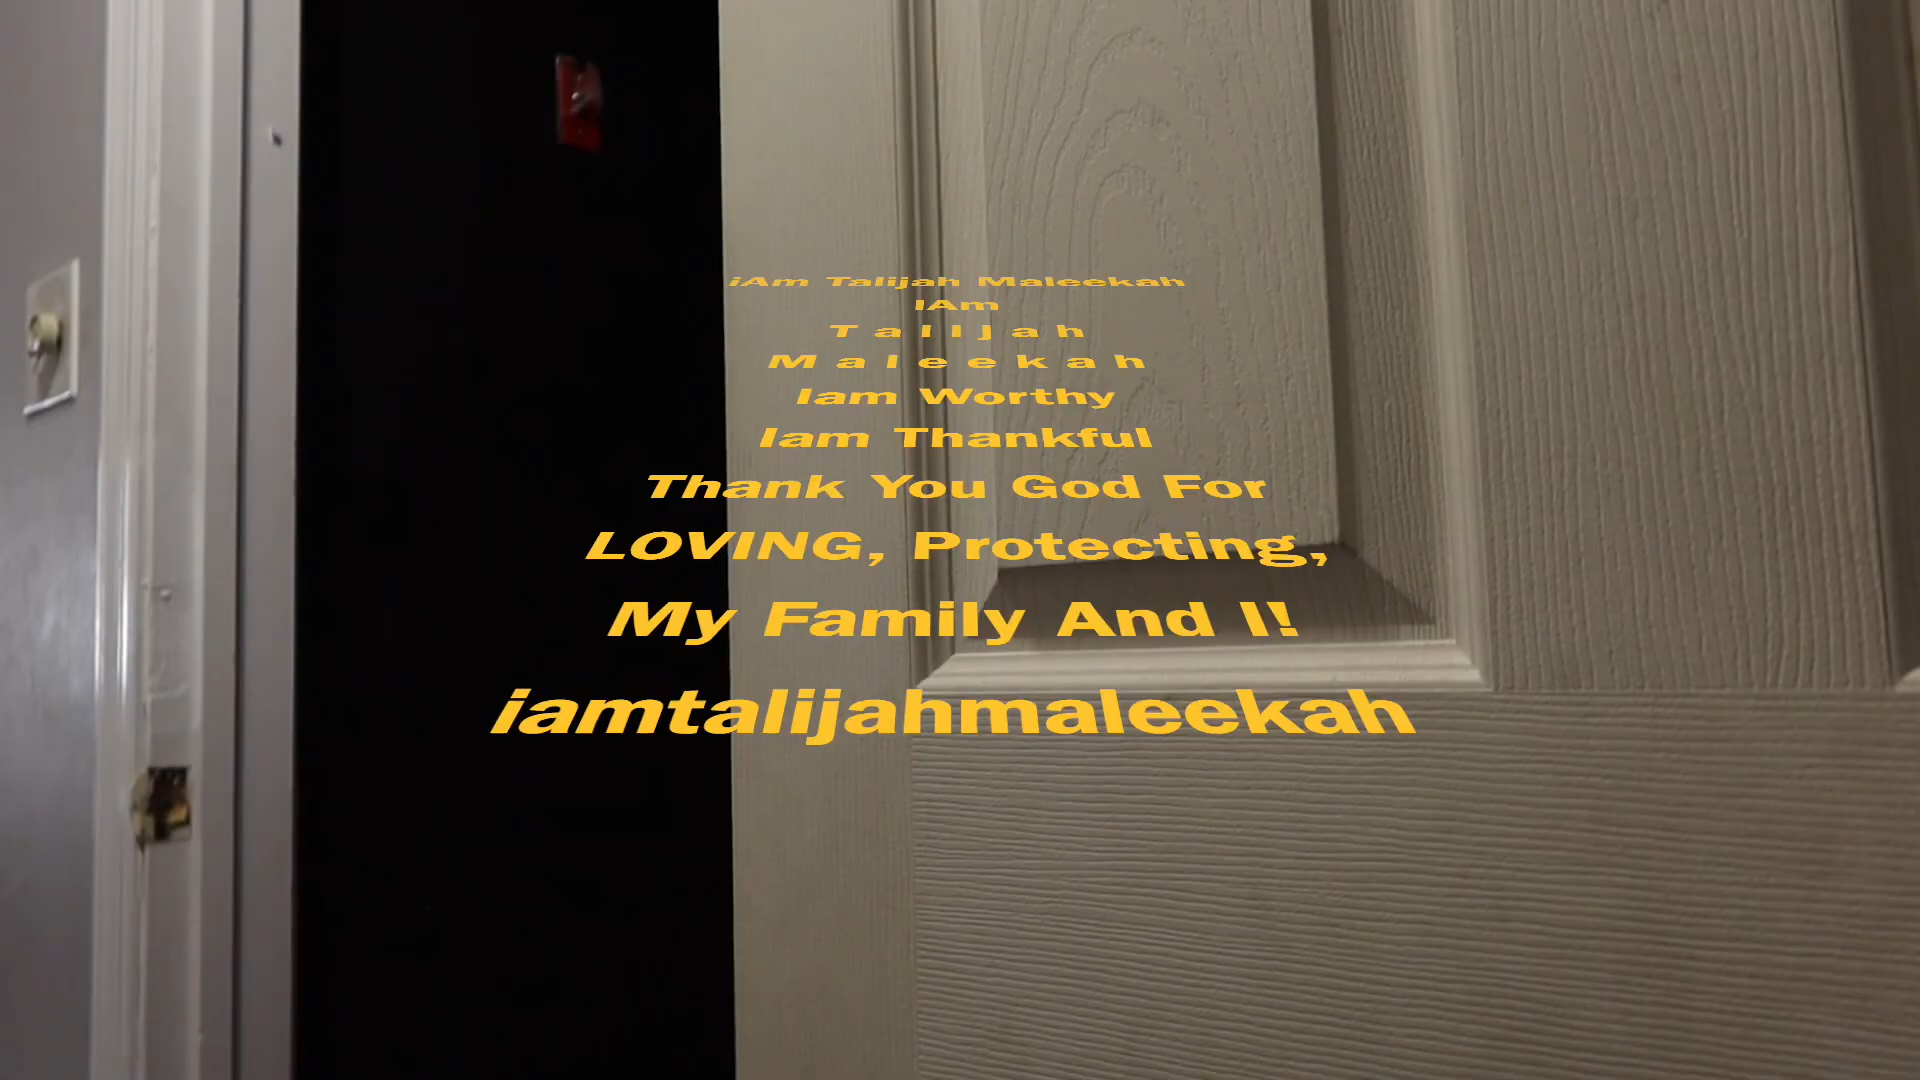 iAm Talijah Maleekah
IAm
T a l I j a h
M a l e e k a h
Iam Worthy
Iam Thankful
Thank You God For
LOVING, Protecting,
My Family And I!
iamtalijahmaleekah